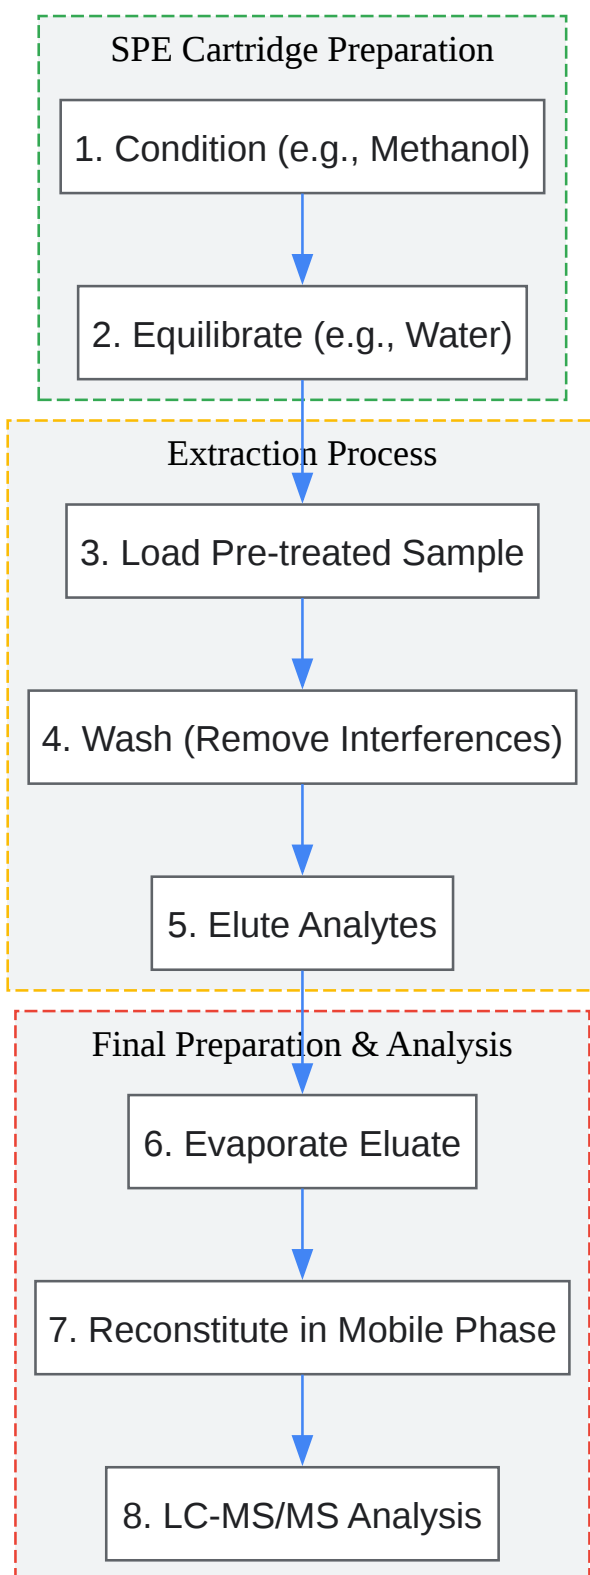 SPE Cartridge Preparation
1. Condition (e.g., Methanol)
2. Equilibrate (e.g., Water)
Extraction Process
3. Load Pre-treated Sample
4. Wash (Remove Interferences)
5. Elute Analytes
Final Preparation & Analysis
6. Evaporate Eluate
7. Reconstitute in Mobile Phase
8. LC-MS/MS Analysis